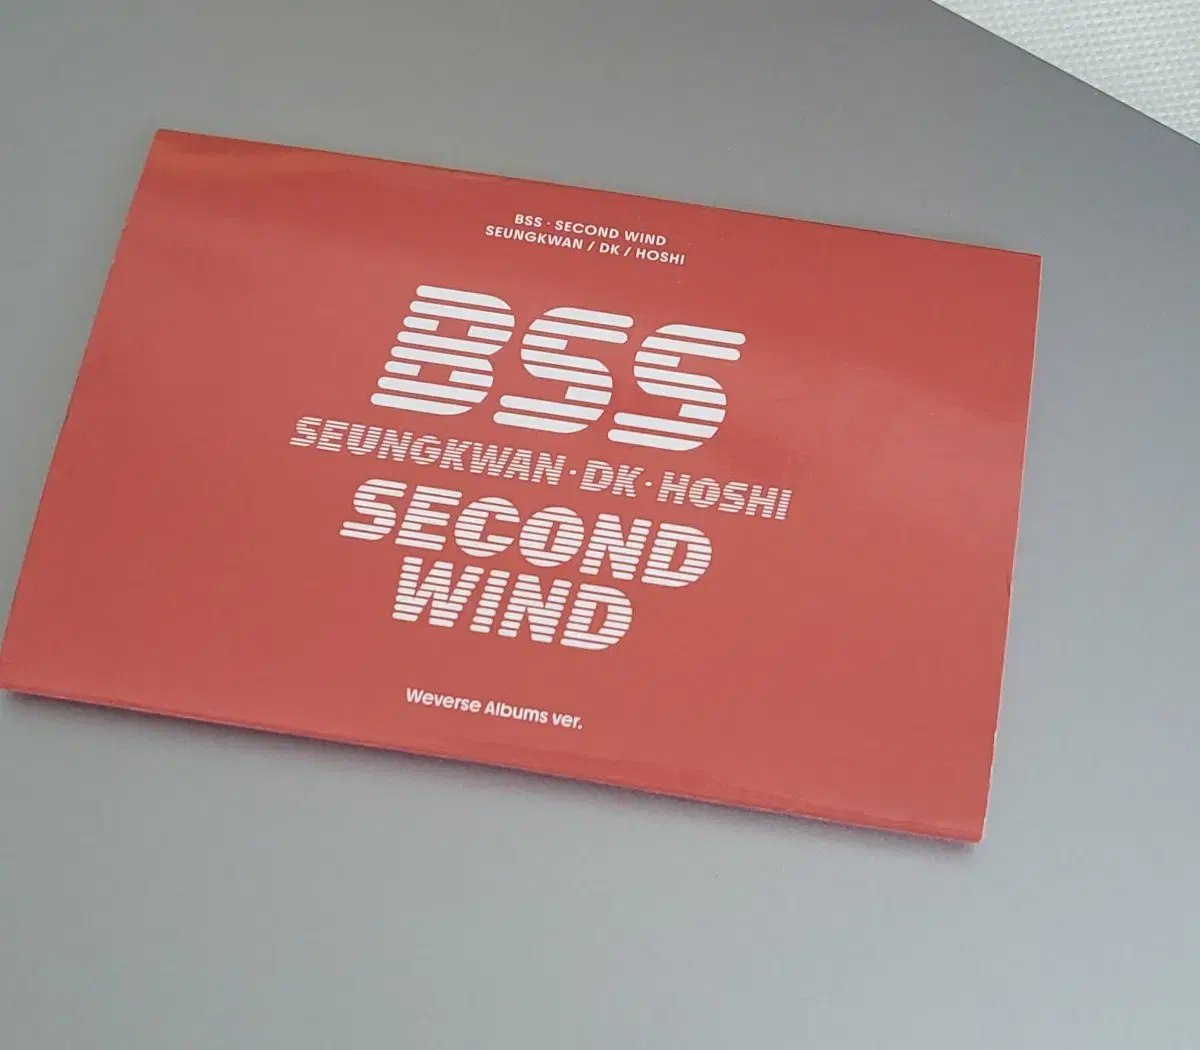 BSS · SECOND WIND
SEUNGKWAN / DK / HOSHI
BSS
SEUNGKWAN · DK · HOSHI
SECOND
WIND
Weverse Albums ver.